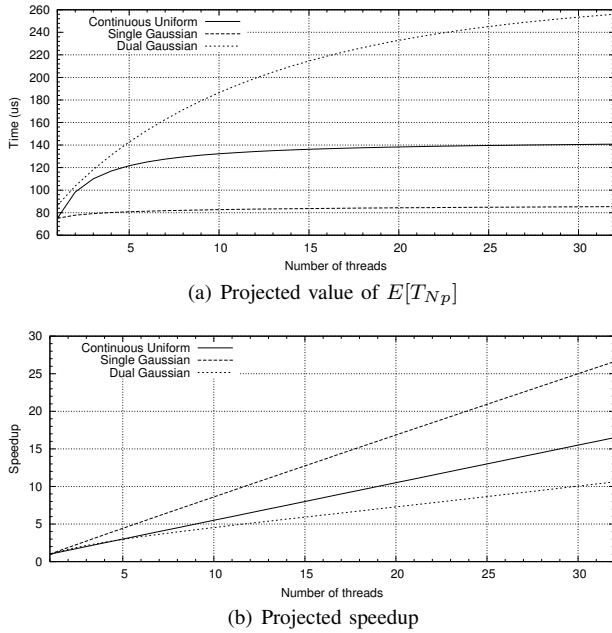 260
240
220
200
180
160
140
120
100
80
60
Time (us)
Continuous Uniform
Single Gaussian
Dual Gaussian
5 10 15 20 25 30
Number of threads
(a) Projected value of E[T_{Np}]
30
25
20
15
10
5
0
Speedup
Continuous Uniform
Single Gaussian
Dual Gaussian
5 10 15 20 25 30
Number of threads
(b) Projected speedup